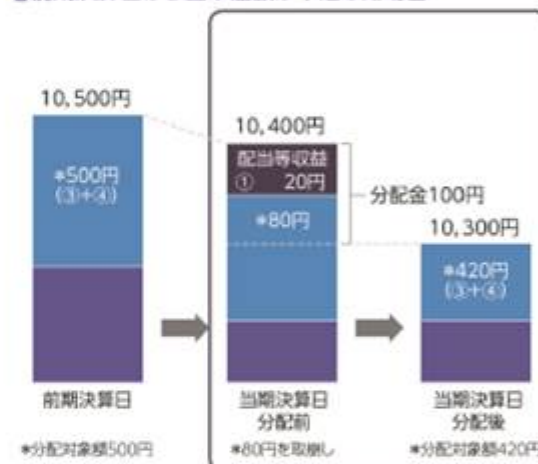 10,500円
*500円
(③+④)
前期決算日
*分配対象額500円
10,400円
配当等収益
① 20円
*80円
分配金100円
当期決算日
分配前
*80円を取崩し
10,300円
*420円
(③+④)
当期決算日
分配後
*分配対象額420円